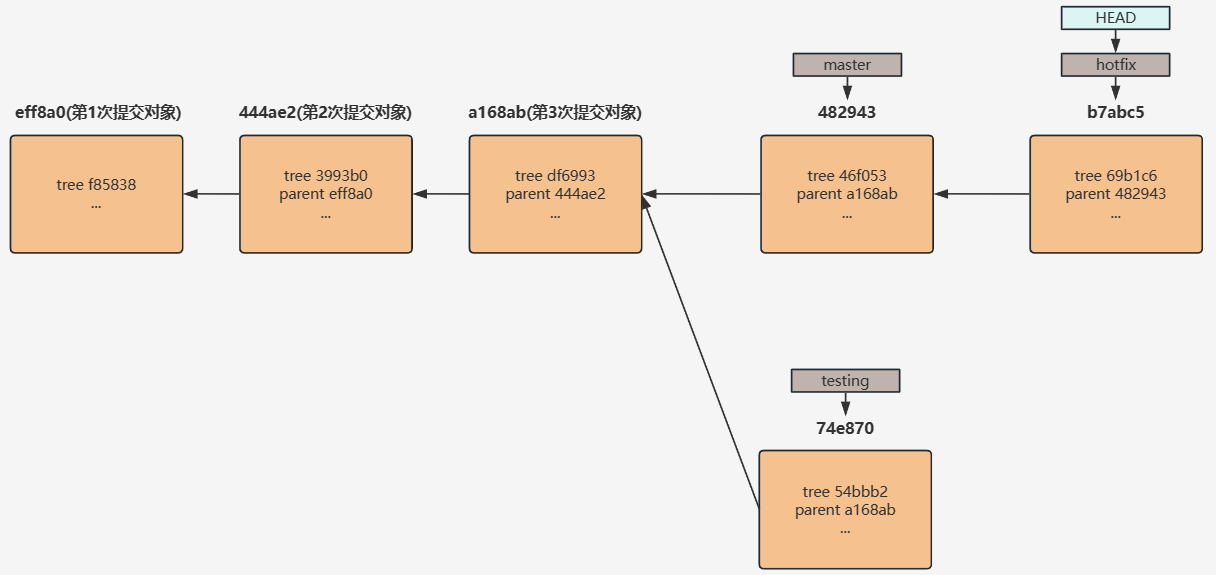 HEAD
master
hotfix
eff8a0(第1次提交对象)
444ae2(第2次提交对象)
a168ab(第3次提交对象)
482943
b7abc5
tree f85838
...
tree 3993b0
parent eff8a0
...
tree df6993
parent 444ae2
...
tree 46f053
parent a168ab
...
tree 69b1c6
parent 482943
...
testing
74e870
tree 54bbb2
parent a168ab
...